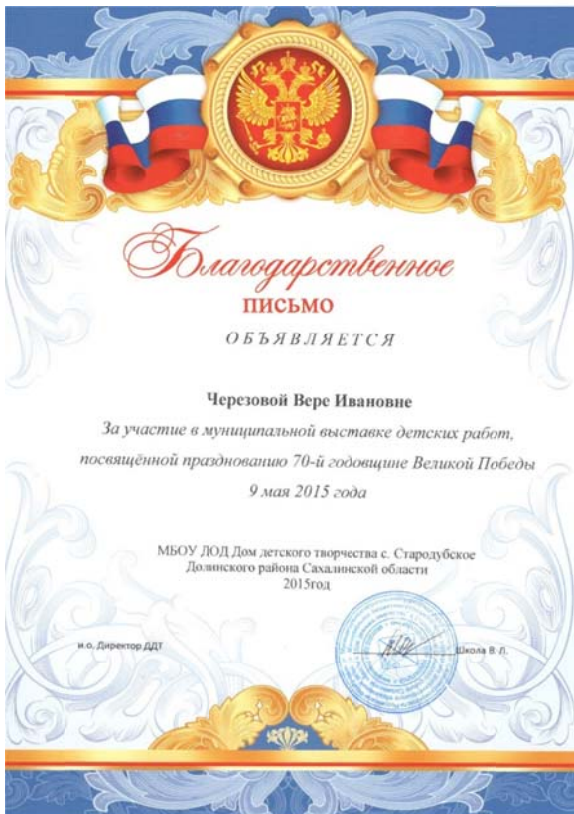 Благодарственное
ПИСЬМО
ОБЪЯВЛЯЕТСЯ
Черезовой Вере Ивановне
За участие в муниципальной выставке детских работ,
посвящённой празднованию 70-й годовщине Великой Победы
9 мая 2015 года
МБОУ ДОД Дом детского творчества с. Стародубское
Долинского района Сахалинской области
2015год
и.о. Директор ДДТ
Школа В. Л.